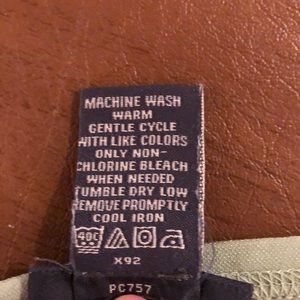 MACHINE WASH
WARM
GENTLE CYCLE
WITH LIKE COLORS
ONLY NON-
CHLORINE BLEACH
WHEN NEEDED
TUMBLE DRY LOW
REMOVE PROMPTLY
COOL IRON
40C
X92
PC757